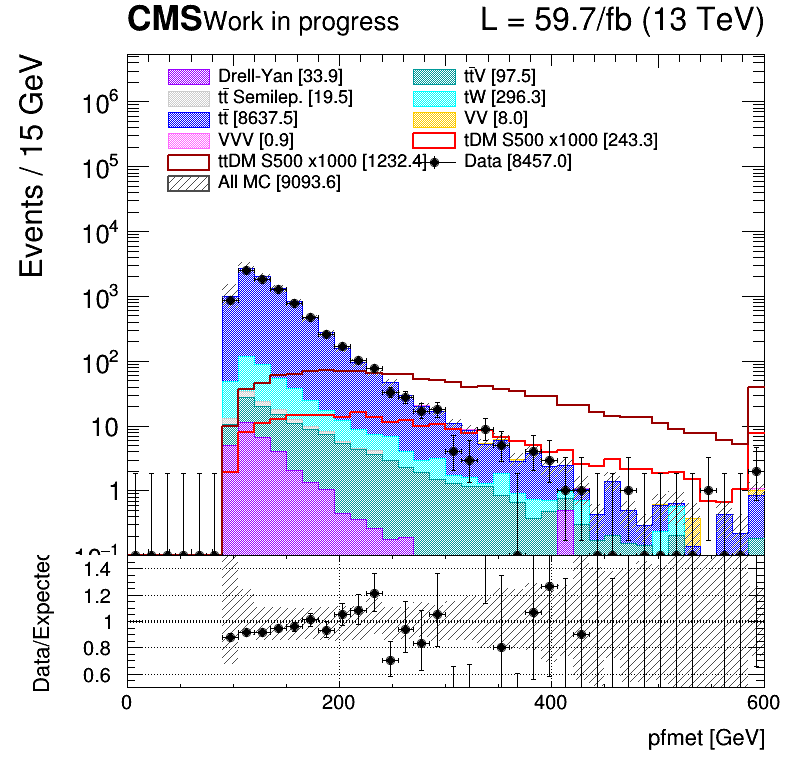 CMS Work in progress L = 59.7/fb (13 TeV)
Events / 15 GeV
Drell-Yan [33.9] tt̄V [97.5]
tt̄ Semilep. [19.5] tW [296.3]
tt̄ [8637.5] VV [8.0]
VVV [0.9] tDM S500 x1000 [243.3]
ttDM S500 x1000 [1232.4] Data [8457.0]
All MC [9093.6]
10⁶
10⁵
10⁴
10³
10²
10
1
10⁻¹
Data/Expected
1.4
1.2
1
0.8
0.6
0 200 400 600
pfmet [GeV]